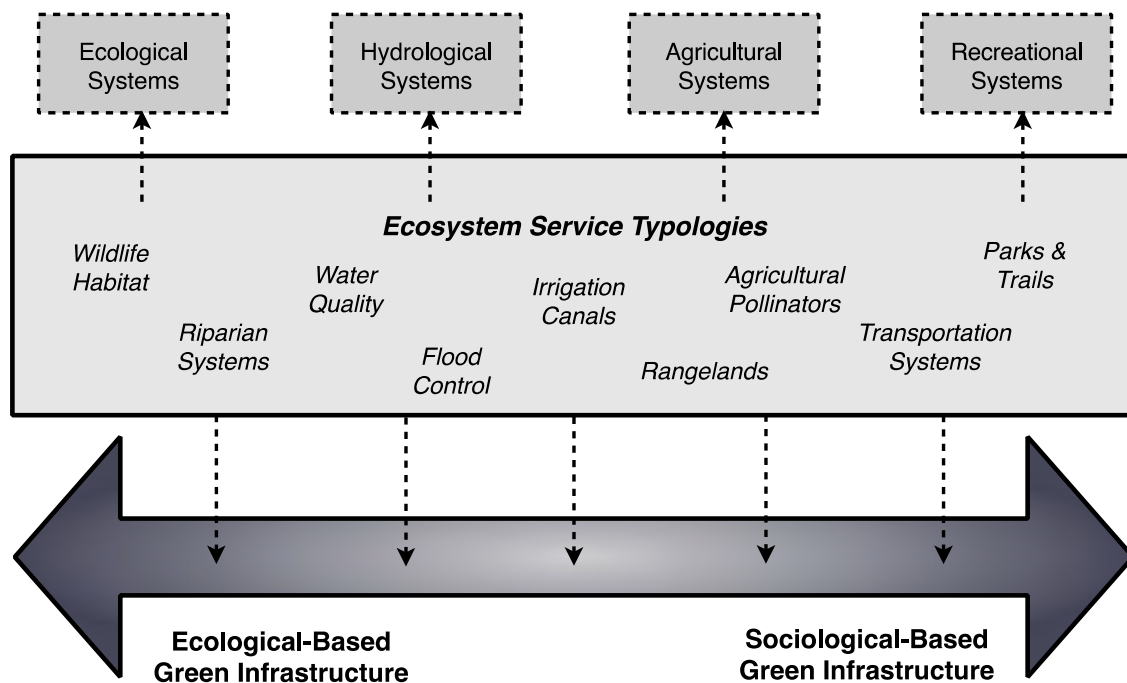 Ecological
Systems
Hydrological
Systems
Agricultural
Systems
Recreational
Systems
Ecosystem Service Typologies
Wildlife
Habitat
Water
Quality
Irrigation
Canals
Agricultural
Pollinators
Parks &
Trails
Riparian
Systems
Flood
Control
Rangelands
Transportation
Systems
Ecological-Based
Green Infrastructure
Sociological-Based
Green Infrastructure